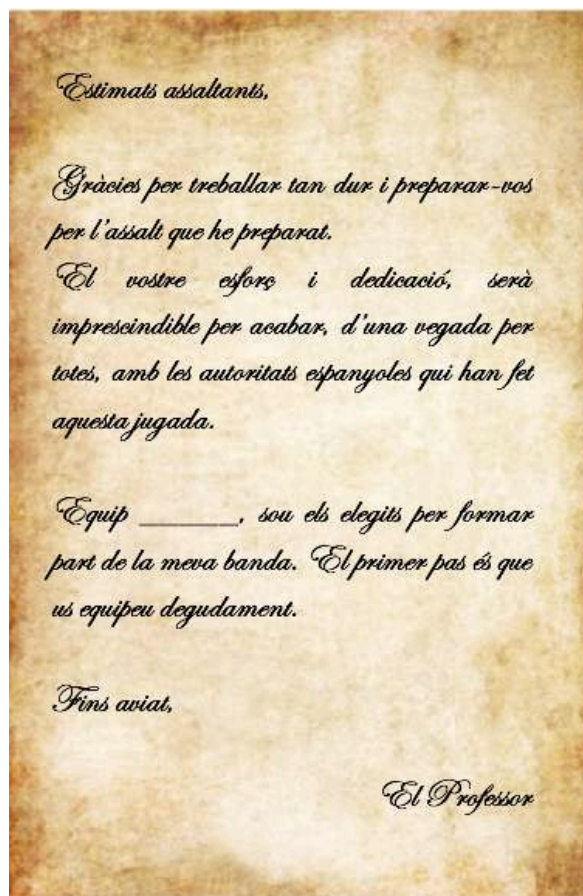 Estimats assaltants,
Gràcies per treballar tan dur i preparar-vos
per l'assalt que he preparat.
El vostre esforç i dedicació, serà
imprescindible per acabar, d'una vegada per
totes, amb les autoritats espanyoles qui han fet
aquesta jugada.
Equip ________, sou els elegits per formar
part de la meva banda. El primer pas és que
us equipeu degudament.
Fins aviat,
El Professor